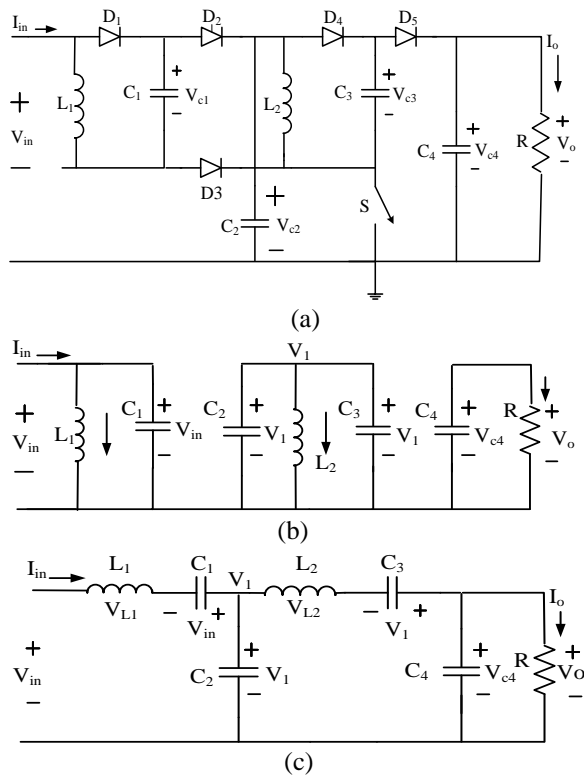 I_in D_1 D_2 D_4 D_5 I_o
+ + + +
L_1 C_1 V_c1 L_2 C_3 V_c3 R V_o
V_in − − C_4 V_c4 −
− D3 + S −
C_2 V_c2
−
(a)
I_in V_1
+ + + + + +
V_in L_1 C_1 V_in C_2 V_1 L_2 C_3 V_1 C_4 V_c4 R V_o
− − − − − −
(b)
I_in L_1 C_1 V_1 L_2 C_3 I_o
V_L1 − + V_L2 − +
+ V_in + V_1 + +
V_in C_2 V_1 C_4 V_c4 R Vo
− − − −
(c)